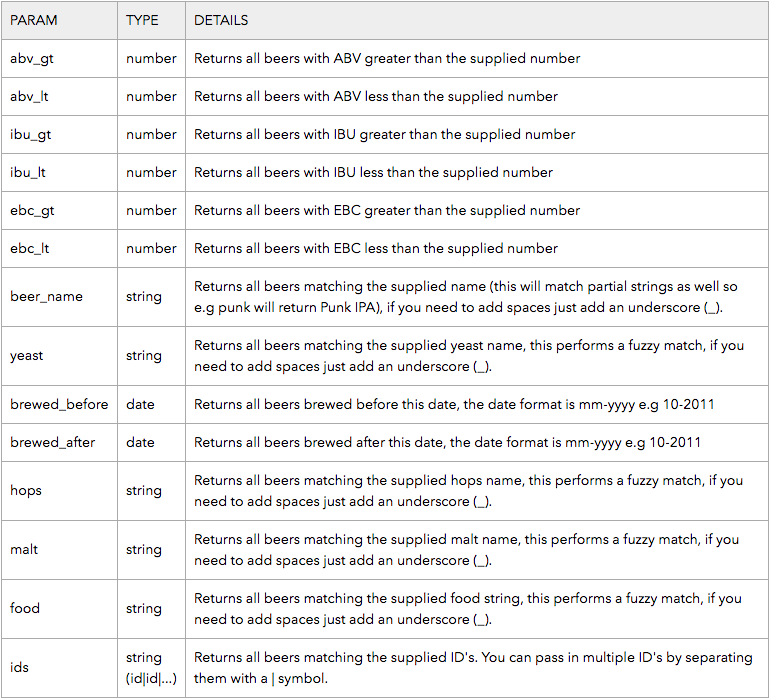 PARAM TYPE DETAILS
abv_gt number Returns all beers with ABV greater than the supplied number
abv_lt number Returns all beers with ABV less than the supplied number
ibu_gt number Returns all beers with IBU greater than the supplied number
ibu_lt number Returns all beers with IBU less than the supplied number
ebc_gt number Returns all beers with EBC greater than the supplied number
ebc_lt number Returns all beers with EBC less than the supplied number
beer_name string Returns all beers matching the supplied name (this will match partial strings as well so
e.g punk will return Punk IPA), if you need to add spaces just add an underscore (_).
yeast string Returns all beers matching the supplied yeast name, this performs a fuzzy match, if you
need to add spaces just add an underscore (_).
brewed_before date Returns all beers brewed before this date, the date format is mm-yyyy e.g 10-2011
brewed_after date Returns all beers brewed after this date, the date format is mm-yyyy e.g 10-2011
hops string Returns all beers matching the supplied hops name, this performs a fuzzy match, if you
need to add spaces just add an underscore (_).
malt string Returns all beers matching the supplied malt name, this performs a fuzzy match, if you
need to add spaces just add an underscore (_).
food string Returns all beers matching the supplied food string, this performs a fuzzy match, if you
need to add spaces just add an underscore (_).
ids string Returns all beers matching the supplied ID's. You can pass in multiple ID's by separating
(id|id|...) them with a | symbol.